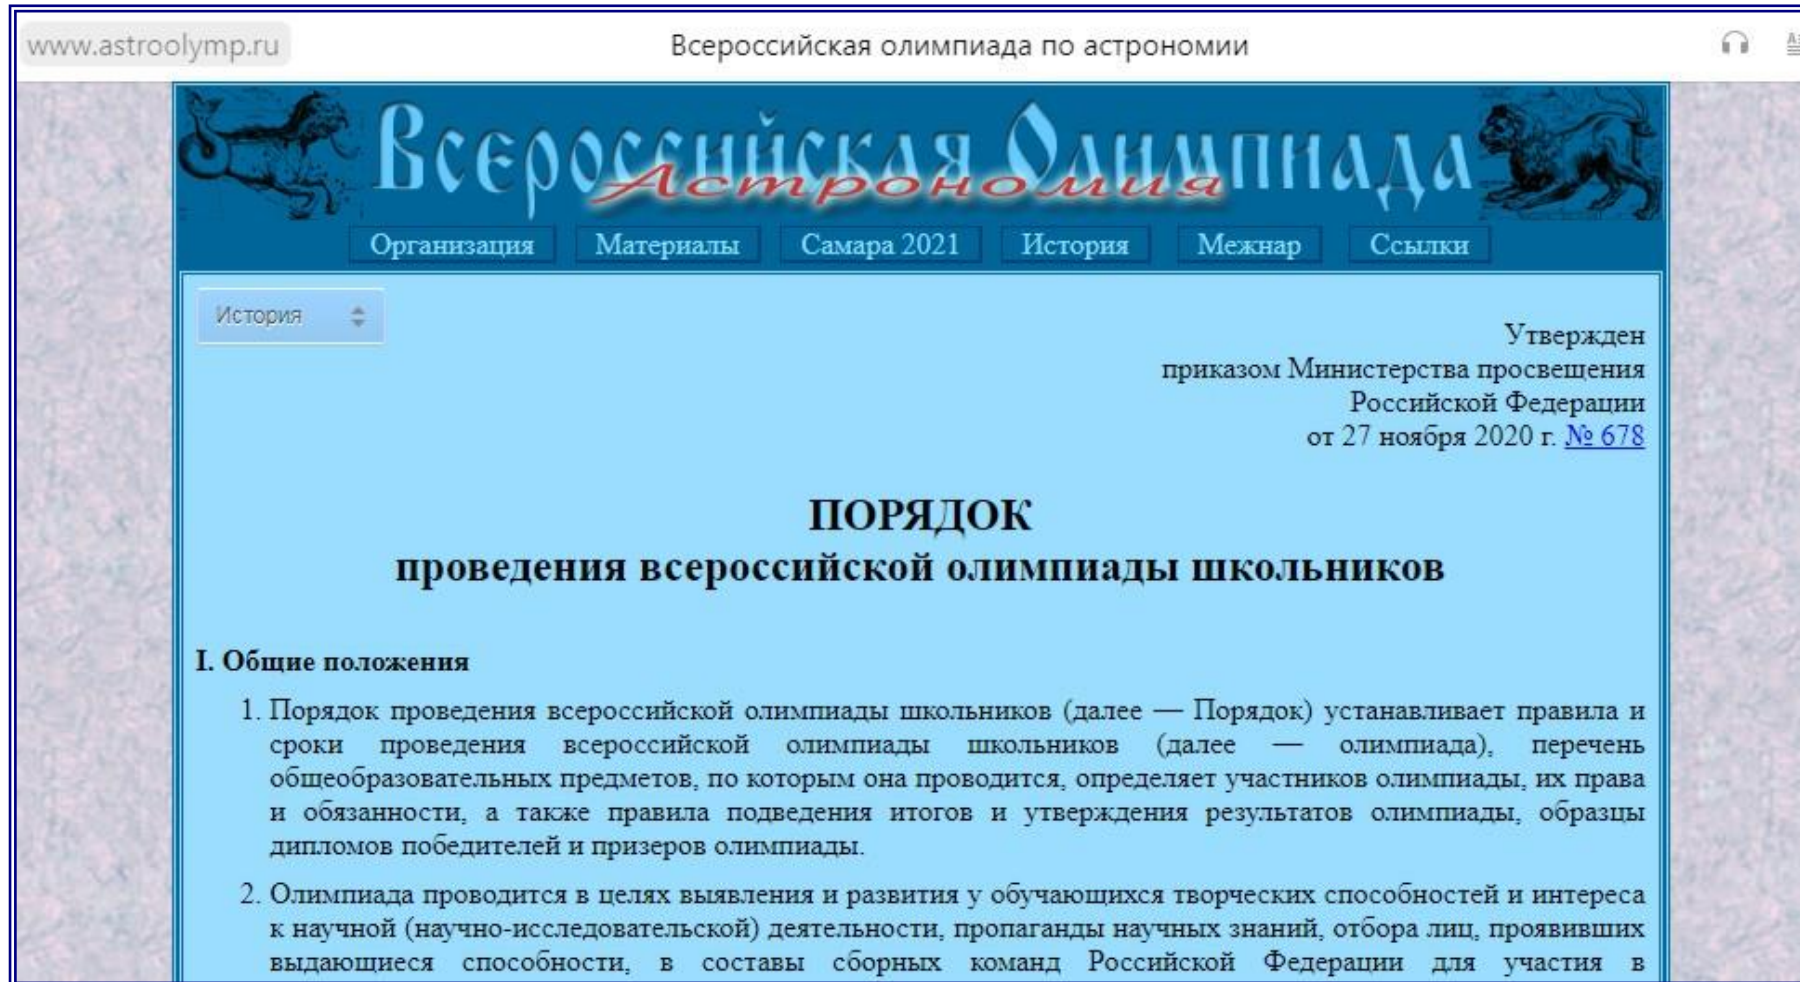 www.astroolymp.ru
Всероссийская олимпиада по астрономии
Всероссийская Олимпиада
Астрономия
Организация
Материалы
Самара 2021
История
Межнар
Ссылки
История
Утвержден
приказом Министерства просвещения
Российской Федерации
от 27 ноября 2020 г. № 678
ПОРЯДОК
проведения всероссийской олимпиады школьников
I. Общие положения
1. Порядок проведения всероссийской олимпиады школьников (далее — Порядок) устанавливает правила и
сроки проведения всероссийской олимпиады школьников (далее — олимпиада), перечень
общеобразовательных предметов, по которым она проводится, определяет участников олимпиады, их права
и обязанности, а также правила подведения итогов и утверждения результатов олимпиады, образцы
дипломов победителей и призеров олимпиады.
2. Олимпиада проводится в целях выявления и развития у обучающихся творческих способностей и интереса
к научной (научно-исследовательской) деятельности, пропаганды научных знаний, отбора лиц, проявивших
выдающиеся способности, в составы сборных команд Российской Федерации для участия в